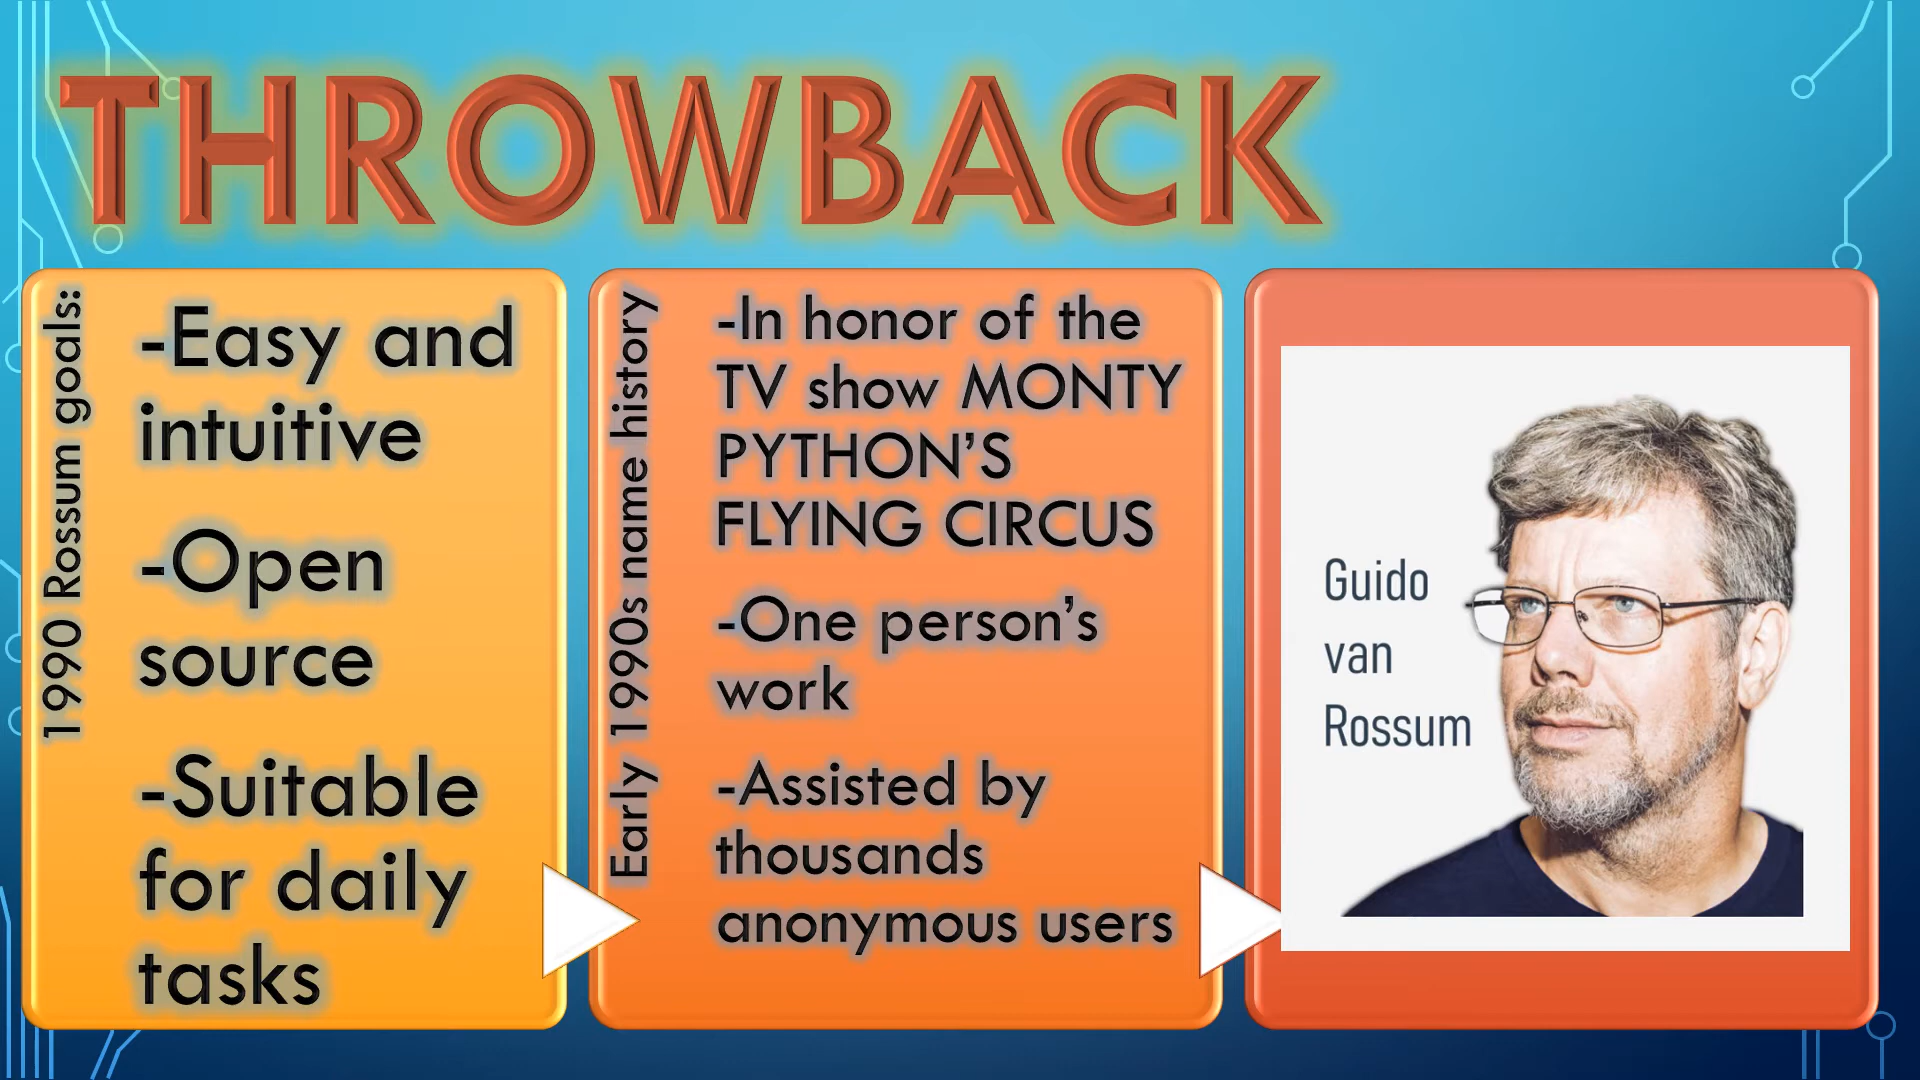 THROWBACK
1990 Rossum goals:
-Easy and
intuitive
-Open
source
-Suitable
for daily
tasks
Early 1990s name history
-In honor of the
TV show MONTY
PYTHON’S
FLYING CIRCUS
-One person’s
work
-Assisted by
thousands
anonymous users
Guido
van
Rossum